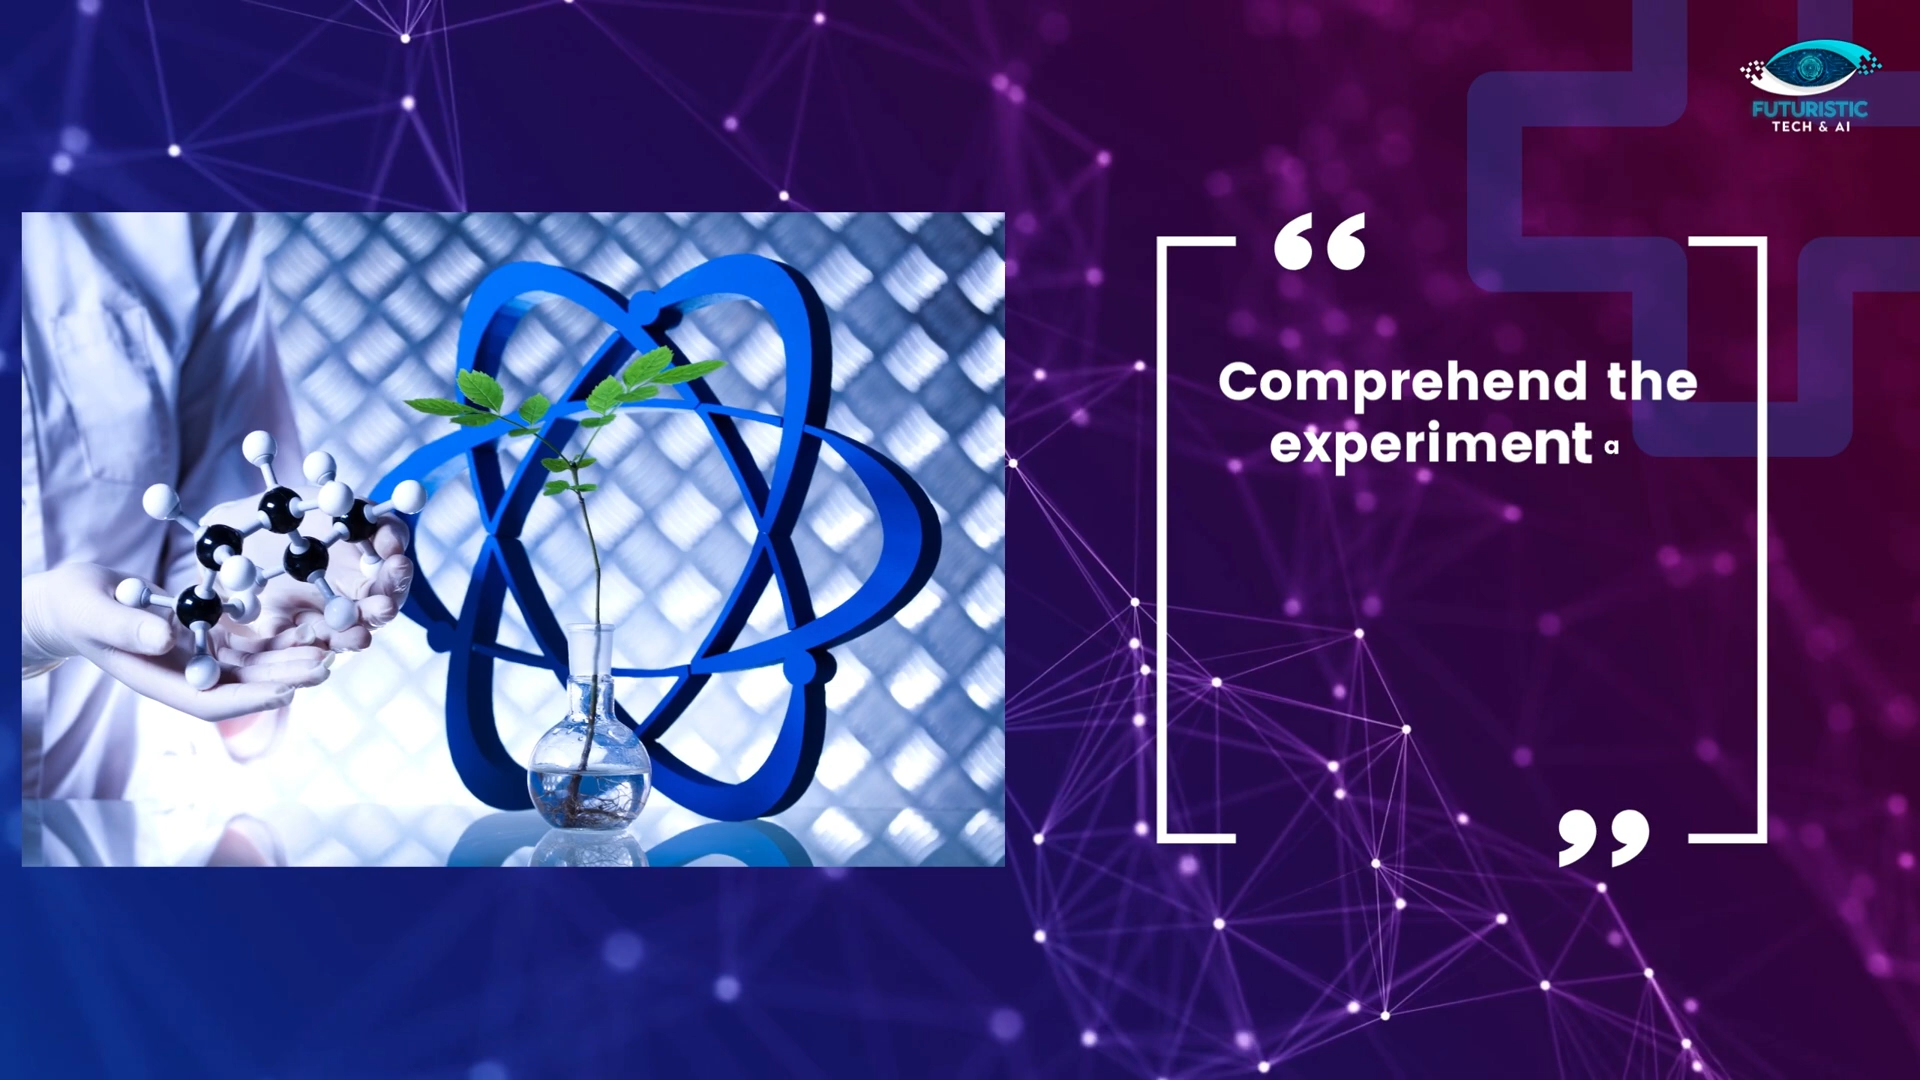 FUTURISTIC
TECH & AI
“
Comprehend the
experiment a
”